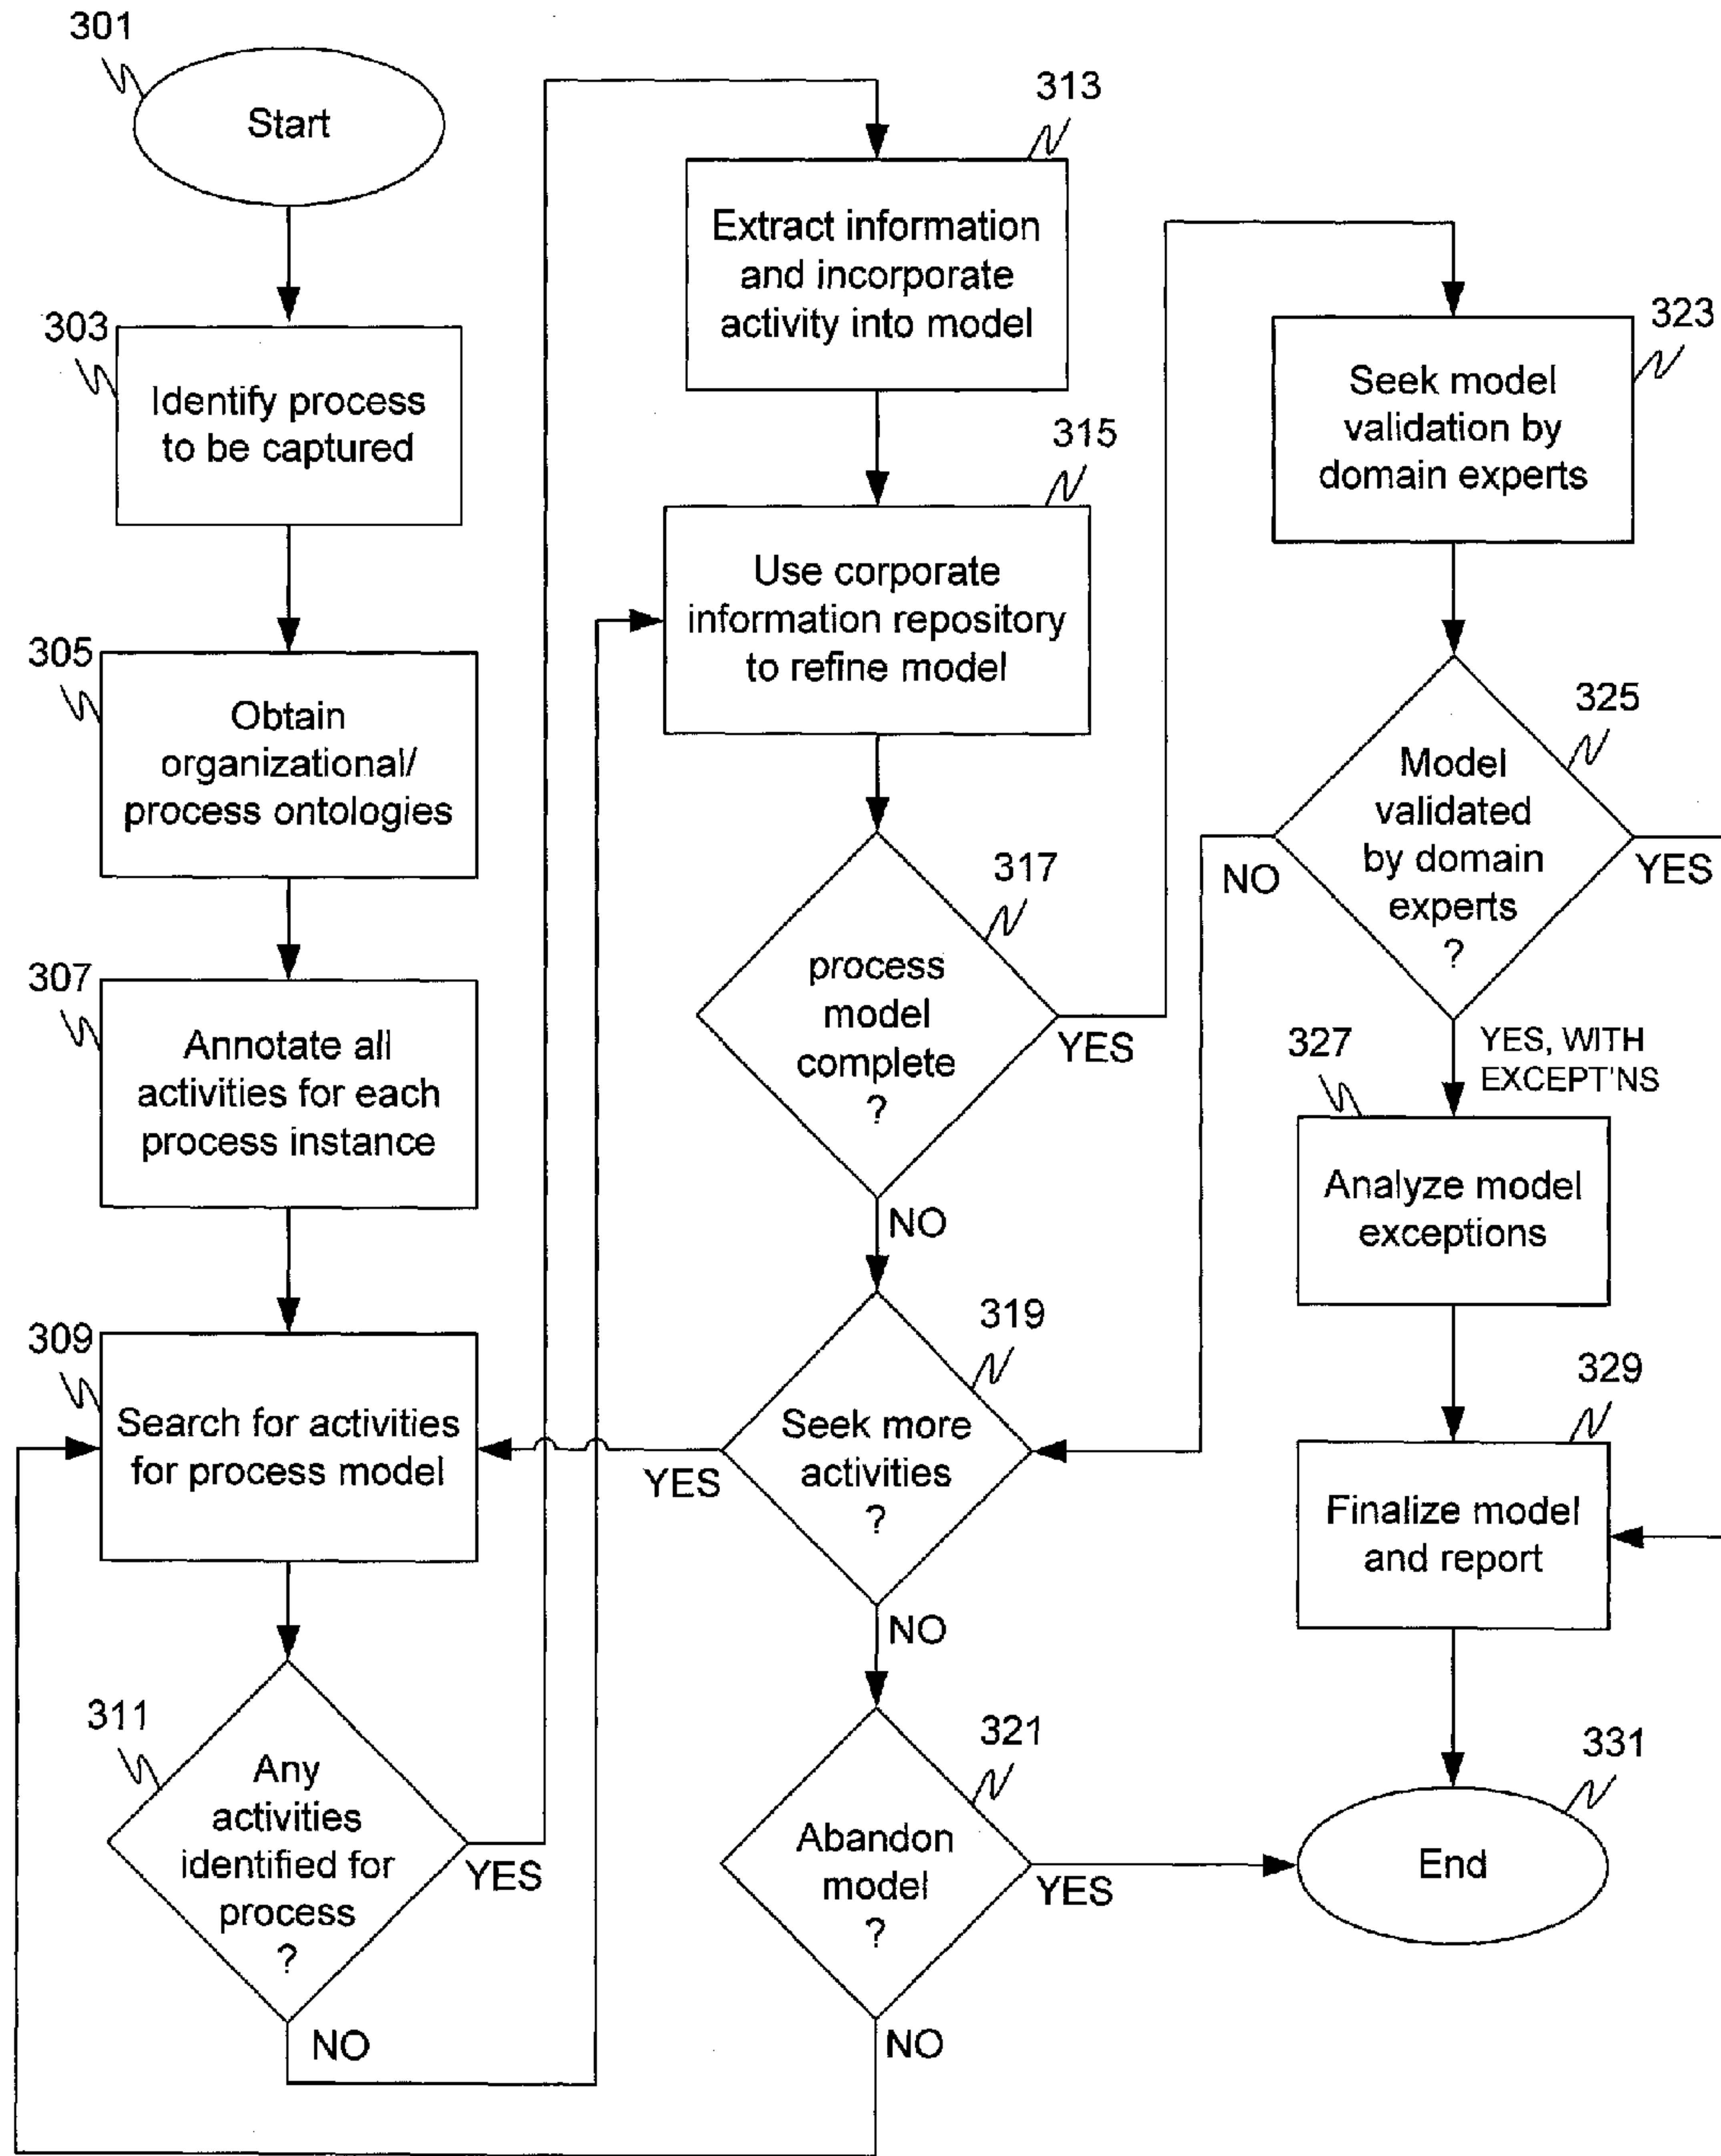 301
Start
303
Identify process
to be captured
305
Obtain
organizational/
process ontologies
307
Annotate all
activities for each
process instance
309
Search for activities
for process model
311
Any
activities
identified for
process
?
YES
NO
313
Extract information
and incorporate
activity into model
315
Use corporate
information repository
to refine model
317
process
model
complete
?
YES
NO
319
Seek more
activities
?
YES
NO
321
Abandon
model
?
YES
NO
323
Seek model
validation by
domain experts
325
Model
validated
by domain
experts
?
NO
YES
YES, WITH
EXCEPT'NS
327
Analyze model
exceptions
329
Finalize model
and report
331
End